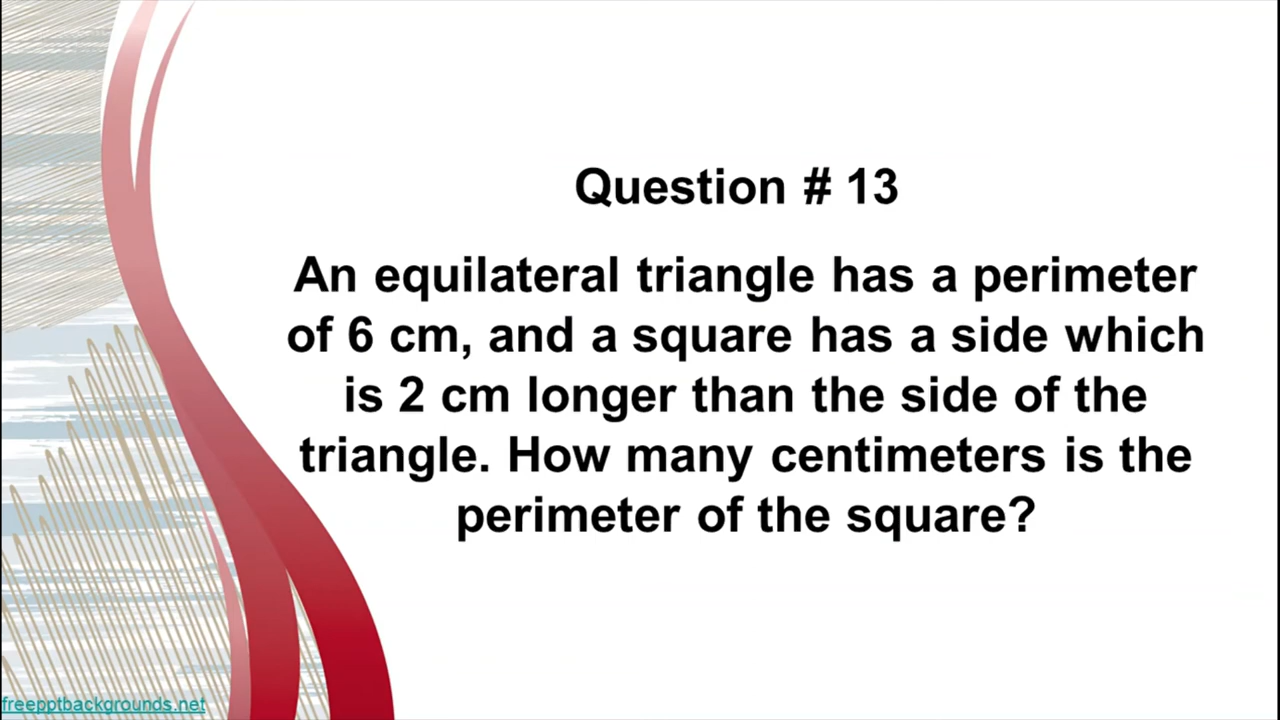 Question # 13
An equilateral triangle has a perimeter
of 6 cm, and a square has a side which
is 2 cm longer than the side of the
triangle. How many centimeters is the
perimeter of the square?
freepptbackgrounds.net